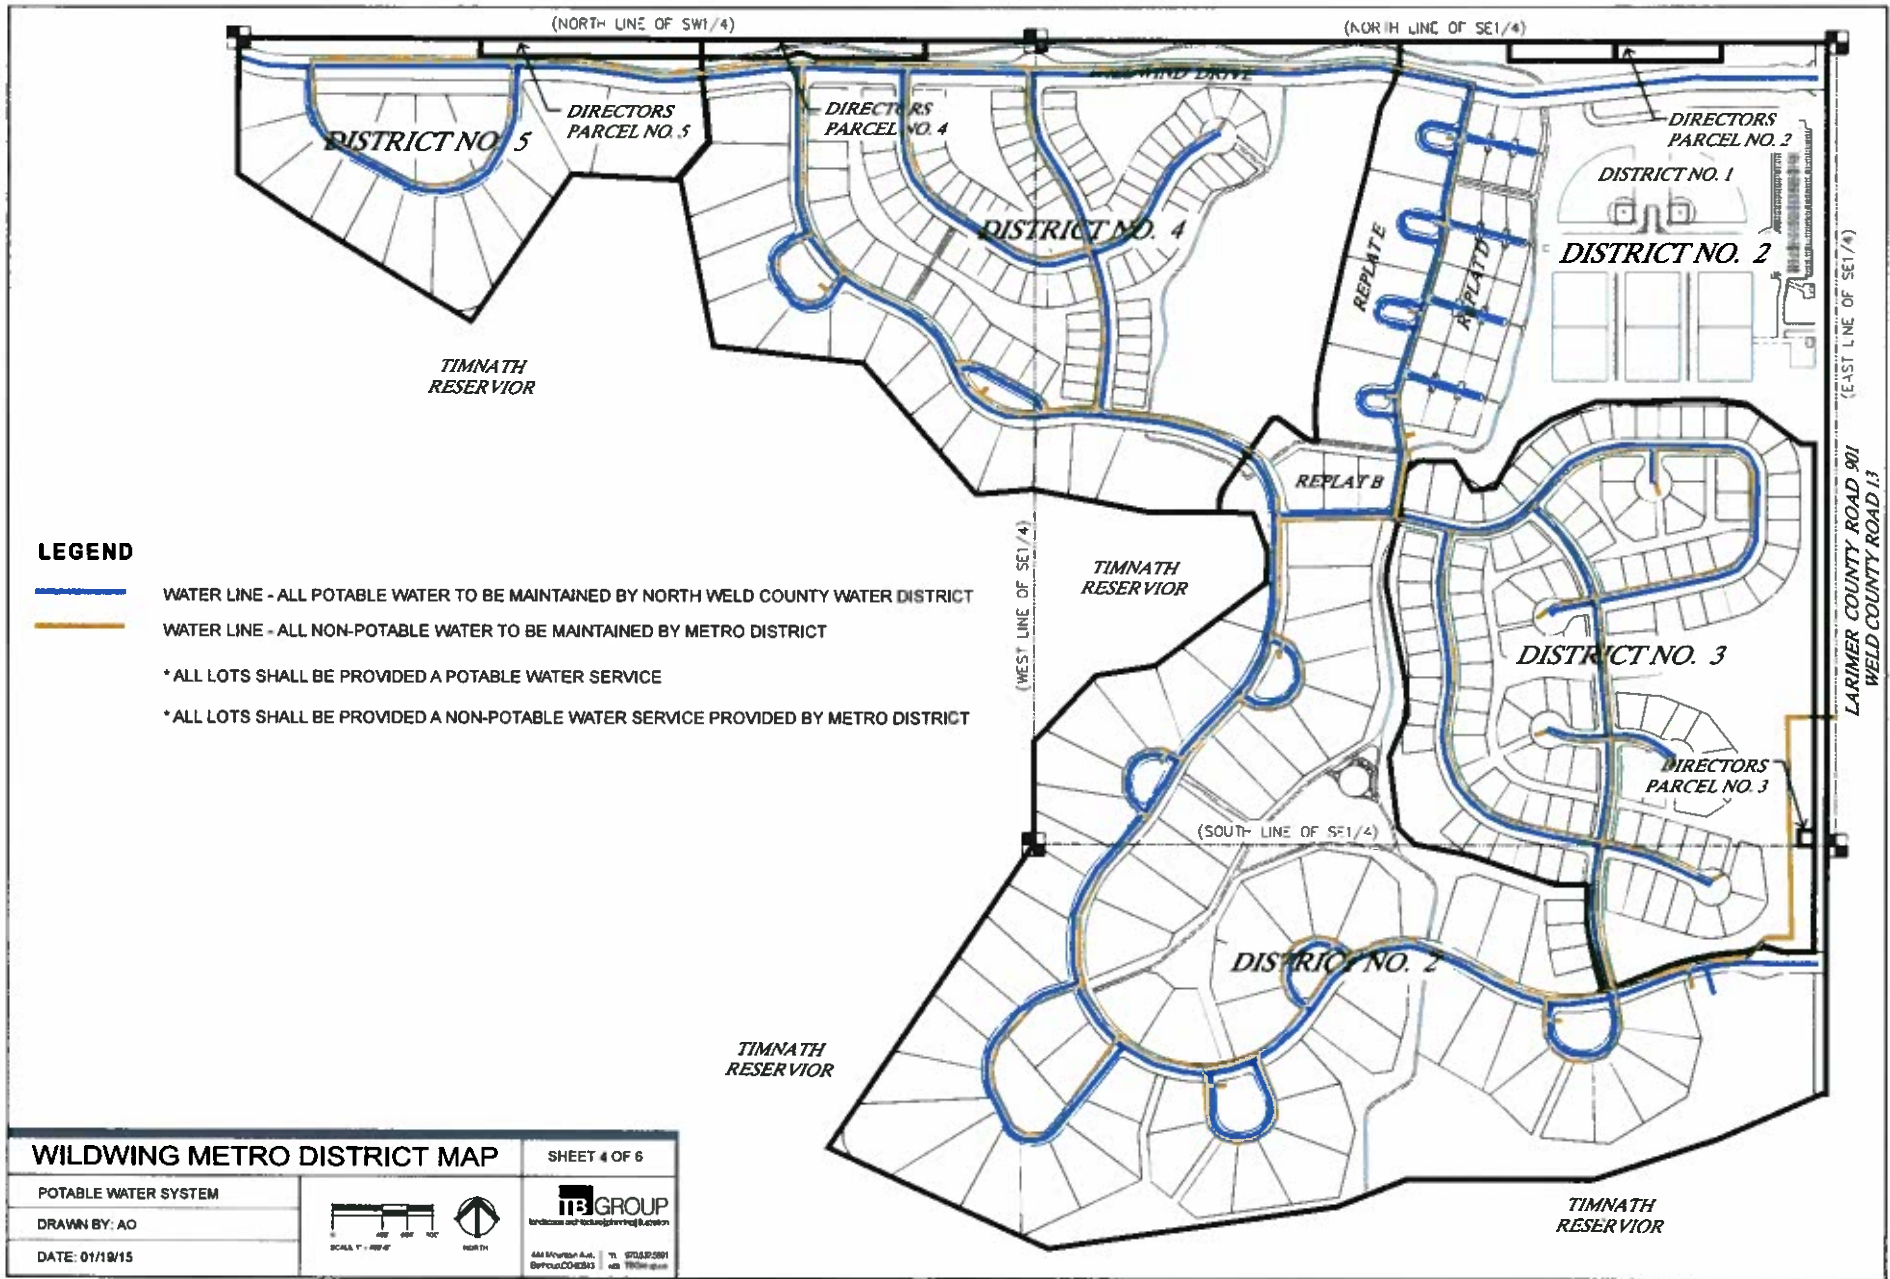 (NORTH LINE OF SW1/4)
(NORTH LINE OF SE1/4)
WILDWIND DRIVE
DIRECTORS
PARCEL NO. 5
DIRECTORS
PARCEL NO. 4
DIRECTORS
PARCEL NO. 2
DISTRICT NO. 5
DISTRICT NO. 1
DISTRICT NO. 4
DISTRICT NO. 2
REPLATE
REPLAT D
(EAST LINE OF SE1/4)
TIMNATH
RESERVIOR
REPLAT B
LARIMER COUNTY ROAD 901
WELD COUNTY ROAD 13
(WEST LINE OF SE1/4)
TIMNATH
RESERVIOR
LEGEND
WATER LINE - ALL POTABLE WATER TO BE MAINTAINED BY NORTH WELD COUNTY WATER DISTRICT
WATER LINE - ALL NON-POTABLE WATER TO BE MAINTAINED BY METRO DISTRICT
* ALL LOTS SHALL BE PROVIDED A POTABLE WATER SERVICE
* ALL LOTS SHALL BE PROVIDED A NON-POTABLE WATER SERVICE PROVIDED BY METRO DISTRICT
DISTRICT NO. 3
DIRECTORS
PARCEL NO. 3
(SOUTH LINE OF SE1/4)
DISTRICT NO. 2
TIMNATH
RESERVIOR
TIMNATH
RESERVIOR
WILDWING METRO DISTRICT MAP
SHEET 4 OF 6
POTABLE WATER SYSTEM
DRAWN BY: AO
DATE: 01/19/15
NORTH
TB GROUP